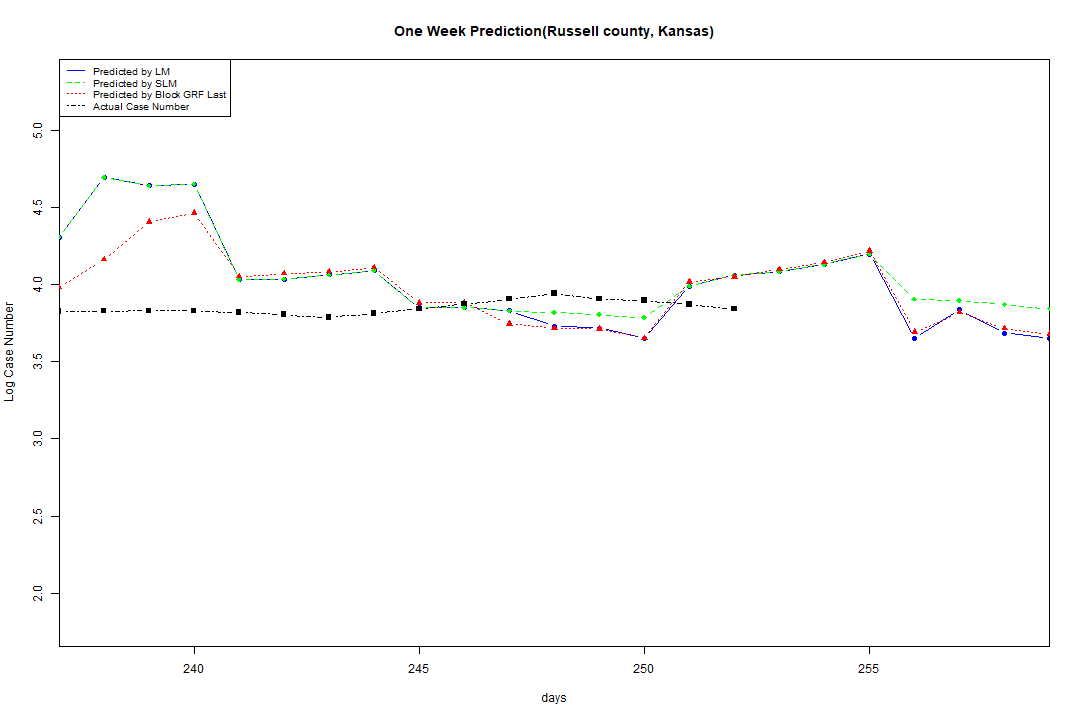 One Week Prediction(Russell county, Kansas)
Predicted by LM
Predicted by SLM
Predicted by Block GRF Last
Actual Case Number
5.0
4.5
4.0
3.5
3.0
2.5
2.0
Log Case Number
240
245
250
255
days